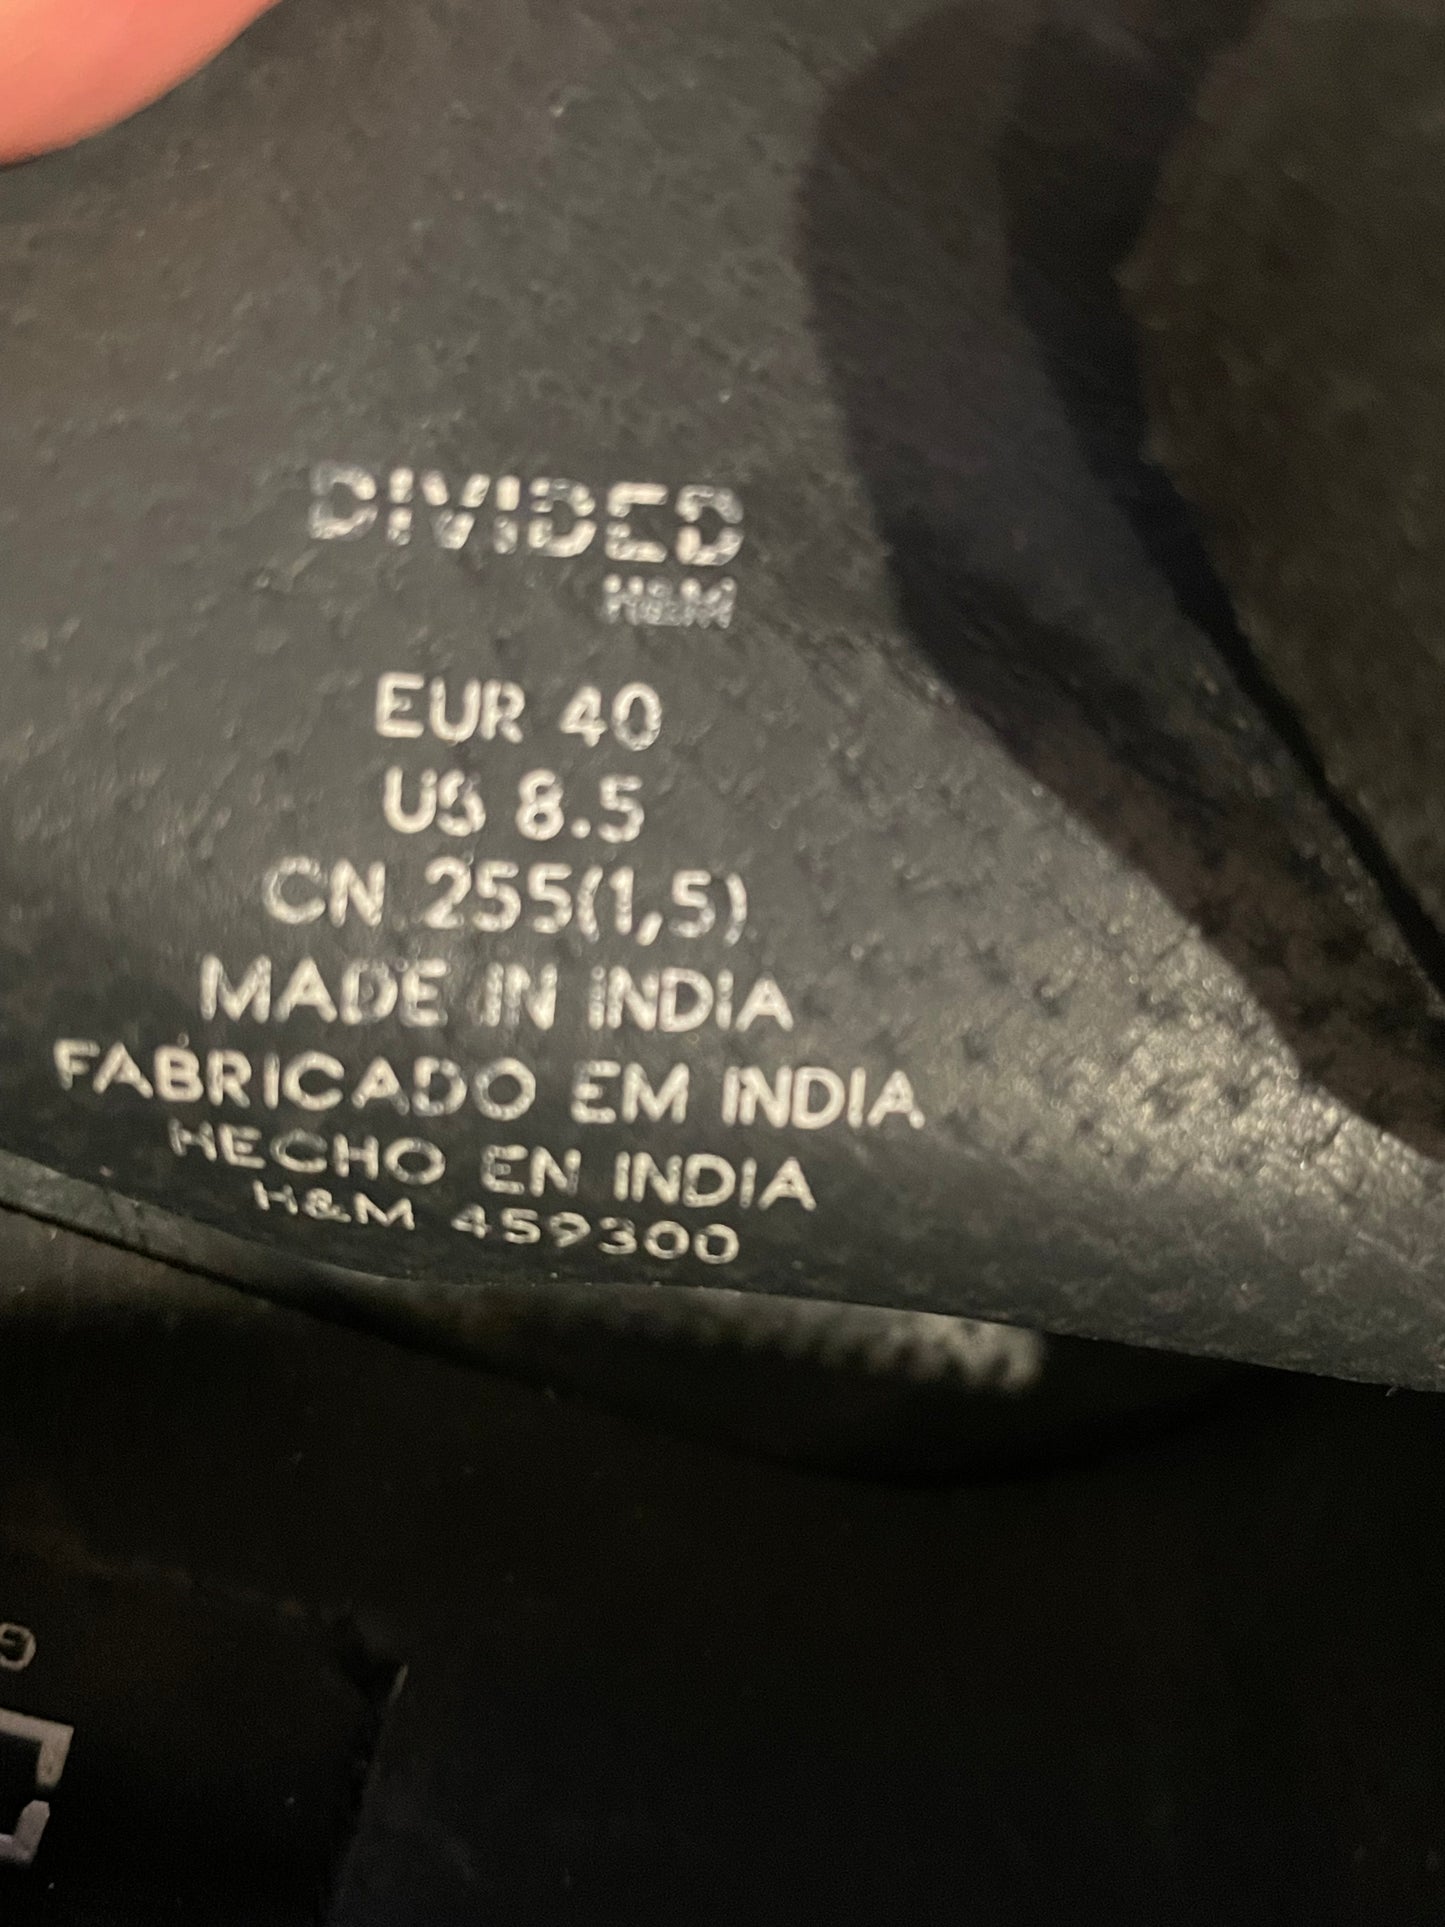 DIVIDED
H&M
EUR 40
US 8.5
CN 255(1,5)
MADE IN INDIA
FABRICADO EM INDIA
HECHO EN INDIA
H&M 459300